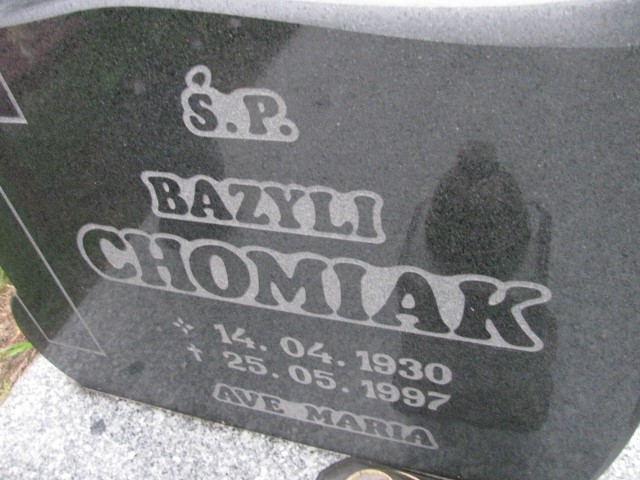 Ś.P.
BAZYLI
CHOMIAK
14.04.1930
† 25.05.1997
AVE MARIA